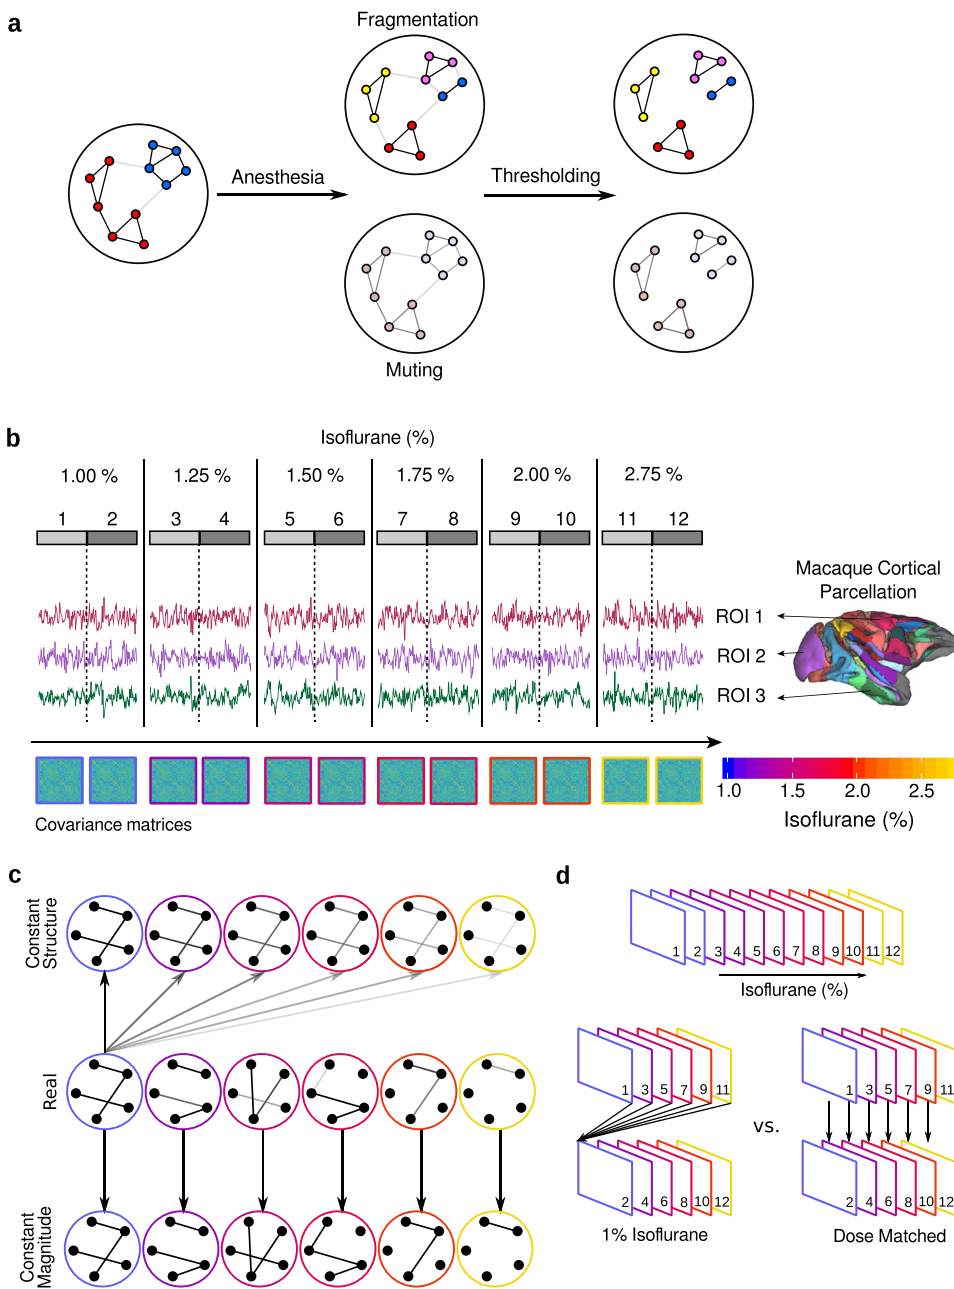 a
Fragmentation
Anesthesia
Thresholding
Muting
b
Isoflurane (%)
1.00 % 1.25 % 1.50 % 1.75 % 2.00 % 2.75 %
1 2 3 4 5 6 7 8 9 10 11 12
Macaque Cortical
Parcellation
ROI 1
ROI 2
ROI 3
Covariance matrices
1.0 1.5 2.0 2.5
Isoflurane (%)
c
Constant
Structure
Real
Constant
Magnitude
d
1 2 3 4 5 6 7 8 9 10 11 12
Isoflurane (%)
1 3 5 7 9 11
2 4 6 8 10 12
1% Isoflurane
vs.
1 3 5 7 9 11
2 4 6 8 10 12
Dose Matched